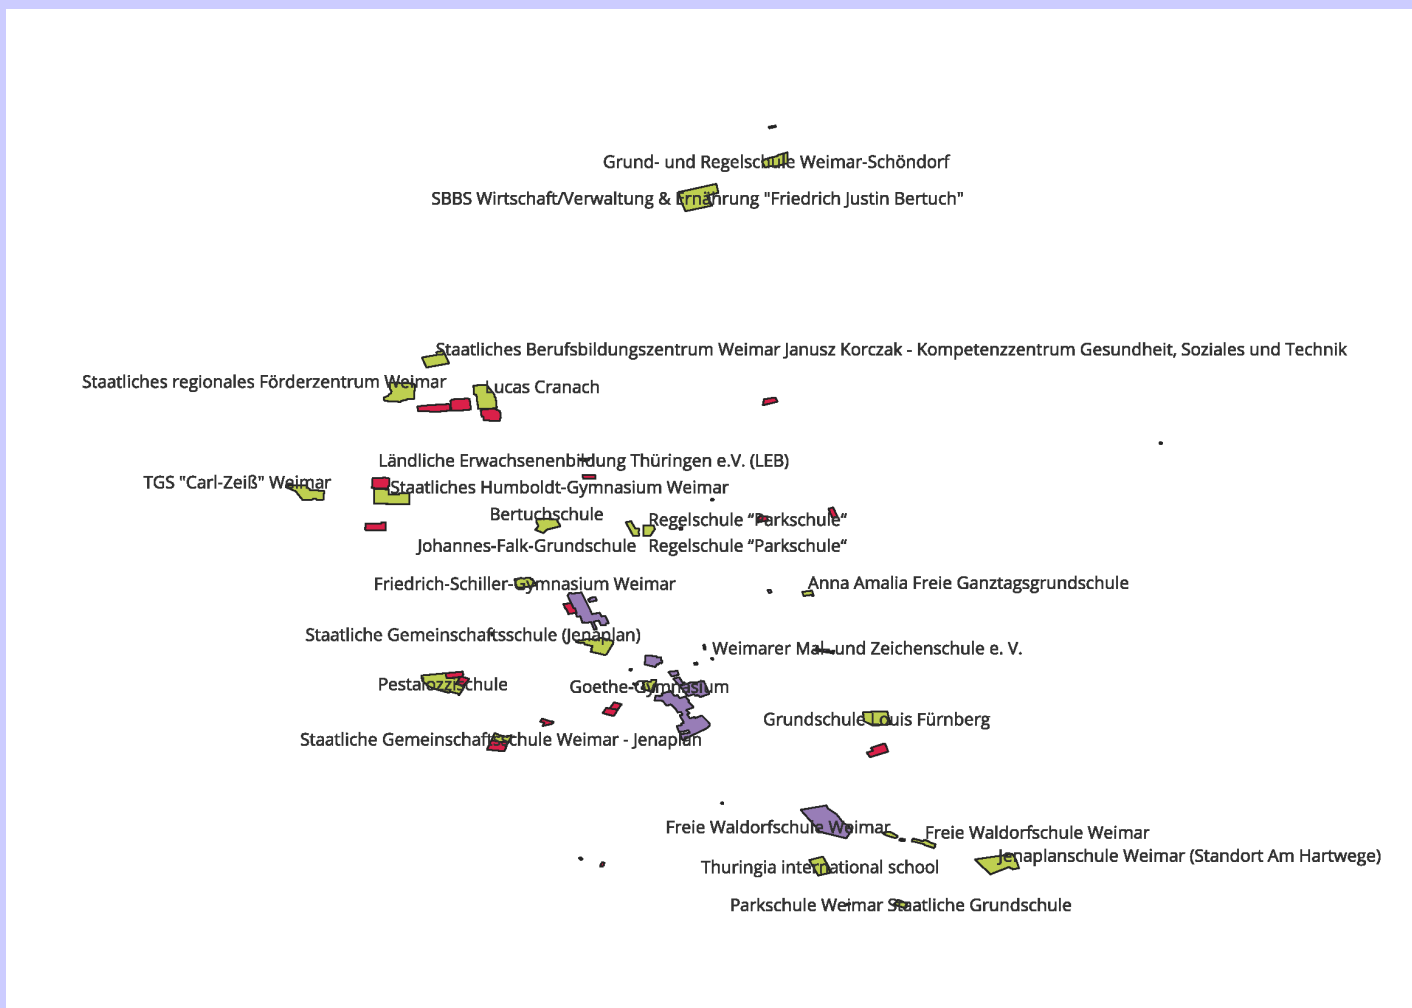 Grund- und Regelschule Weimar-Schöndorf
SBBS Wirtschaft/Verwaltung & Ernährung "Friedrich Justin Bertuch"
Staatliches Berufsbildungszentrum Weimar Janusz Korczak - Kompetenzzentrum Gesundheit, Soziales und Technik
Staatliches regionales Förderzentrum Weimar
Lucas Cranach
Ländliche Erwachsenenbildung Thüringen e.V. (LEB)
TGS "Carl-Zeiß" Weimar
Staatliches Humboldt-Gymnasium Weimar
Bertuchschule
Regelschule “Parkschule“
Johannes-Falk-Grundschule
Regelschule “Parkschule“
Friedrich-Schiller-Gymnasium Weimar
Anna Amalia Freie Ganztagsgrundschule
Staatliche Gemeinschaftsschule (Jenaplan)
Weimarer Mal- und Zeichenschule e. V.
Pestalozzischule
Goethe-Gymnasium
Grundschule Louis Fürnberg
Staatliche Gemeinschaftsschule Weimar - Jenaplan
Freie Waldorfschule Weimar
Freie Waldorfschule Weimar
Jenaplanschule Weimar (Standort Am Hartwege)
Thuringia international school
Parkschule Weimar Staatliche Grundschule